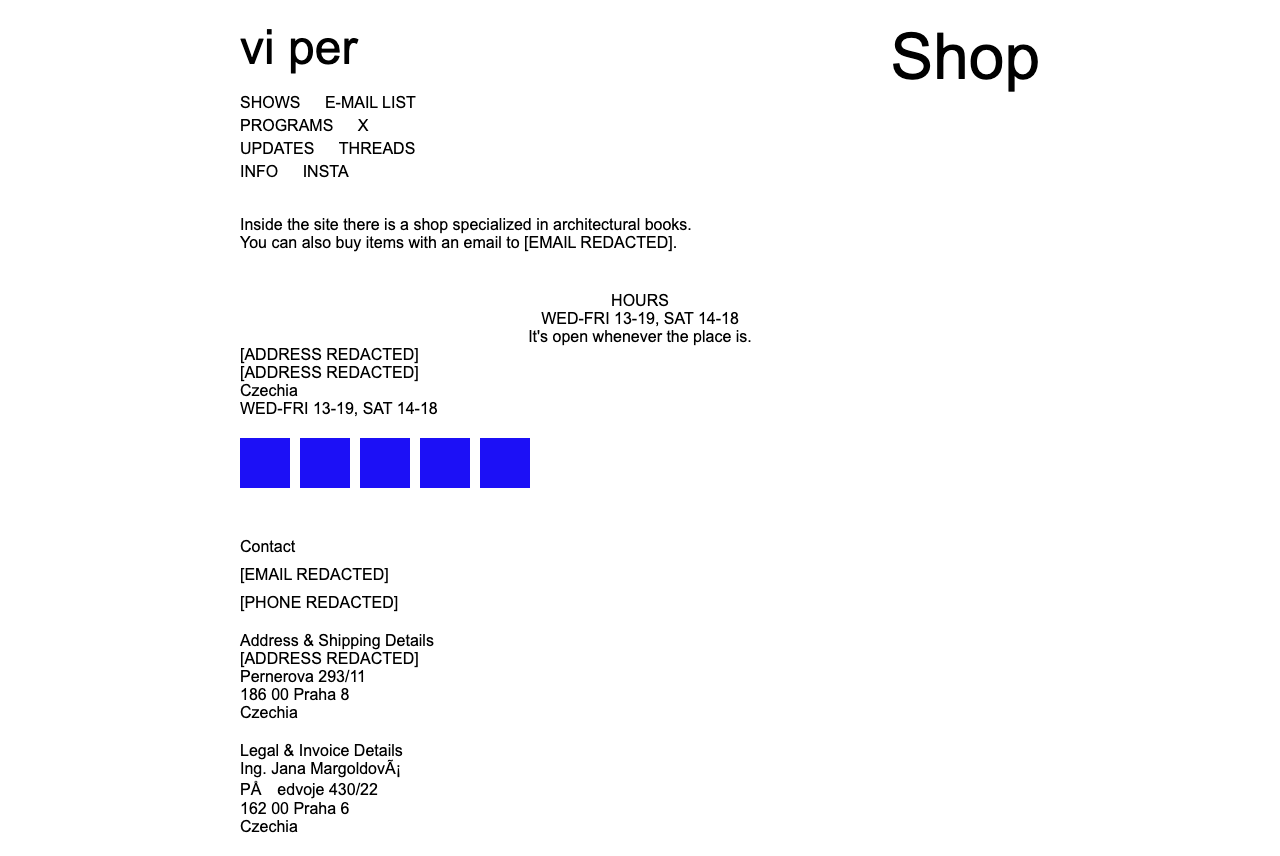 vi per
Shop
SHOWS E-MAIL LIST
PROGRAMS X
UPDATES THREADS
INFO INSTA
Inside the site there is a shop specialized in architectural books.
You can also buy items with an email to [EMAIL REDACTED].
HOURS
WED-FRI 13-19, SAT 14-18
It's open whenever the place is.
[ADDRESS REDACTED]
[ADDRESS REDACTED]
Czechia
WED-FRI 13-19, SAT 14-18
Contact
[EMAIL REDACTED]
[PHONE REDACTED]
Address & Shipping Details
[ADDRESS REDACTED]
Pernerova 293/11
186 00 Praha 8
Czechia
Legal & Invoice Details
Ing. Jana MargoldovÃ¡
PÅ edvoje 430/22
162 00 Praha 6
Czechia